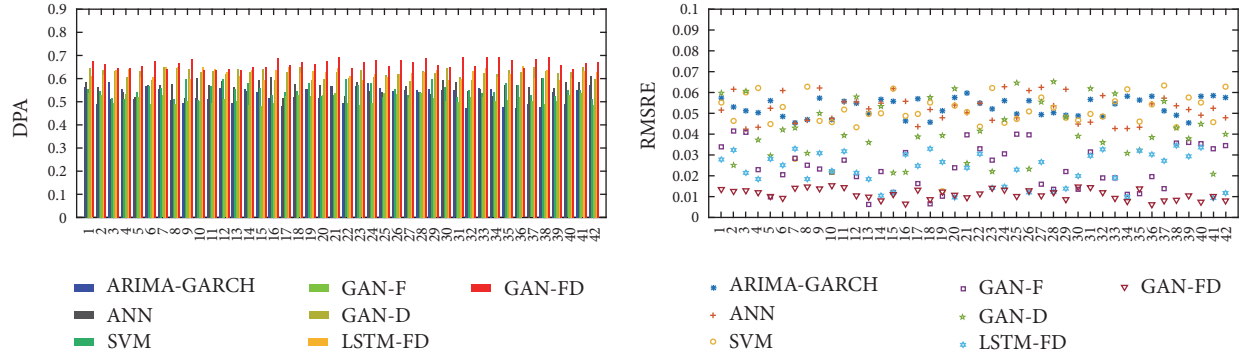 0.9
0.8
0.7
0.6
0.5
0.4
0.3
0.2
0.1
0
DPA
1 2 3 4 5 6 7 8 9 10 11 12 13 14 15 16 17 18 19 20 21 22 23 24 25 26 27 28 29 30 31 32 33 34 35 36 37 38 39 40 41 42
ARIMA-GARCH
ANN
SVM
GAN-F
GAN-D
LSTM-FD
GAN-FD
0.1
0.09
0.08
0.07
0.06
0.05
0.04
0.03
0.02
0.01
0
RMSRE
1 2 3 4 5 6 7 8 9 10 11 12 13 14 15 16 17 18 19 20 21 22 23 24 25 26 27 28 29 30 31 32 33 34 35 36 37 38 39 40 41 42
ARIMA-GARCH
ANN
SVM
GAN-F
GAN-D
LSTM-FD
GAN-FD